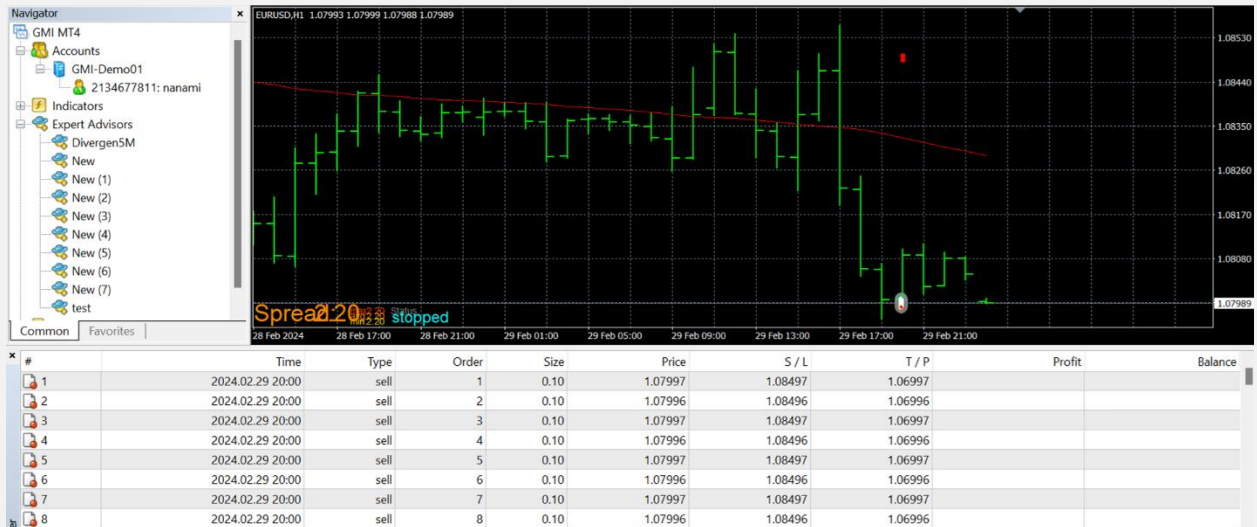 Navigator
GMI MT4
Accounts
GMI-Demo01
2134677811: nanami
Indicators
Expert Advisors
Divergen5M
New
New (1)
New (2)
New (3)
New (4)
New (5)
New (6)
New (7)
test
Common Favorites
EURUSD,H1 1.07993 1.07999 1.07988 1.07989
1.08530
1.08440
1.08350
1.08260
1.08170
1.08080
1.07989
Spread: 2.20 Status
stopped
28 Feb 2024 28 Feb 17:00 28 Feb 21:00 29 Feb 01:00 29 Feb 05:00 29 Feb 09:00 29 Feb 13:00 29 Feb 17:00 29 Feb 21:00
# Time Type Order Size Price S / L T / P Profit Balance
1 2024.02.29 20:00 sell 1 0.10 1.07997 1.08497 1.06997
2 2024.02.29 20:00 sell 2 0.10 1.07996 1.08496 1.06996
3 2024.02.29 20:00 sell 3 0.10 1.07997 1.08497 1.06997
4 2024.02.29 20:00 sell 4 0.10 1.07996 1.08496 1.06996
5 2024.02.29 20:00 sell 5 0.10 1.07997 1.08497 1.06997
6 2024.02.29 20:00 sell 6 0.10 1.07996 1.08496 1.06996
7 2024.02.29 20:00 sell 7 0.10 1.07997 1.08497 1.06997
8 2024.02.29 20:00 sell 8 0.10 1.07996 1.08496 1.06996